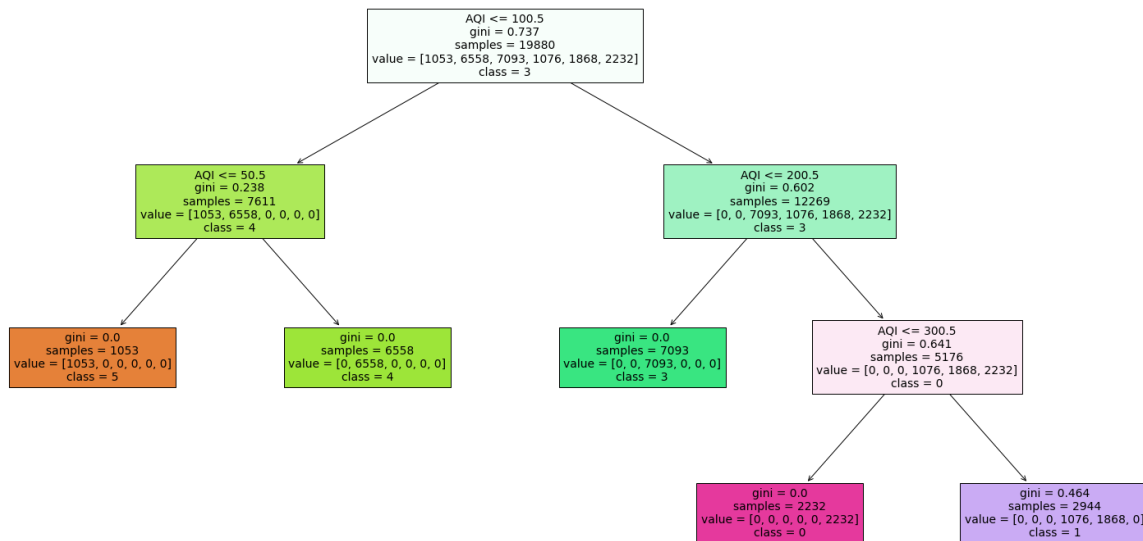 AQI <= 100.5
gini = 0.737
samples = 19880
value = [1053, 6558, 7093, 1076, 1868, 2232]
class = 3
AQI <= 50.5
gini = 0.238
samples = 7611
value = [1053, 6558, 0, 0, 0, 0]
class = 4
AQI <= 200.5
gini = 0.602
samples = 12269
value = [0, 0, 7093, 1076, 1868, 2232]
class = 3
gini = 0.0
samples = 1053
value = [1053, 0, 0, 0, 0, 0]
class = 5
gini = 0.0
samples = 6558
value = [0, 6558, 0, 0, 0, 0]
class = 4
gini = 0.0
samples = 7093
value = [0, 0, 7093, 0, 0, 0]
class = 3
AQI <= 300.5
gini = 0.641
samples = 5176
value = [0, 0, 0, 1076, 1868, 2232]
class = 0
gini = 0.0
samples = 2232
value = [0, 0, 0, 0, 0, 2232]
class = 0
gini = 0.464
samples = 2944
value = [0, 0, 0, 1076, 1868, 0]
class = 1